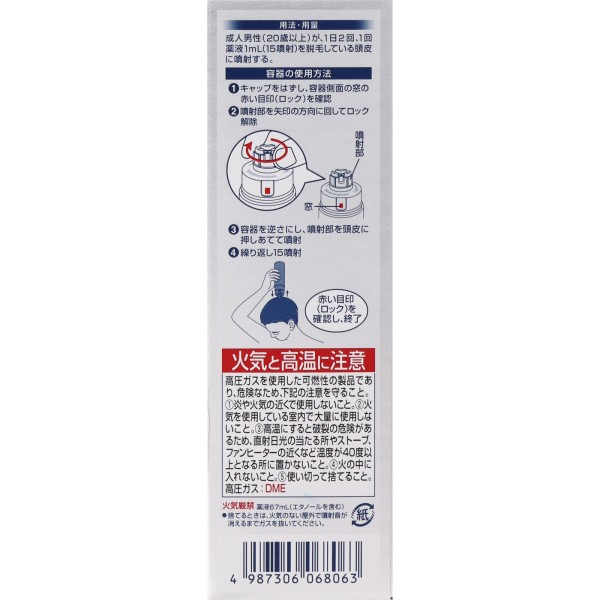 用法・用量
成人男性(20歳以上)が、1日2回、1回
薬液1mL(15噴射)を脱毛している頭皮
に噴射する。
容器の使用方法
1 キャップをはずし、容器側面の窓の
赤い目印(ロック)を確認
2 噴射部を矢印の方向に回してロック
解除
噴射部
窓
3 容器を逆さにし、噴射部を頭皮に
押しあてて噴射
4 繰り返し15噴射
赤い目印
(ロック)を
確認し、終了
火気と高温に注意
高圧ガスを使用した可燃性の製品であ
り、危険なため、下記の注意を守ること。
①炎や火気の近くで使用しないこと。②火
気を使用している室内で大量に使用しな
いこと。③高温にすると破裂の危険があ
るため、直射日光の当たる所やストーブ、
ファンヒーターの近くなど温度が40度以
上となる所に置かないこと。④火の中に
入れないこと。⑤使い切って捨てること。
高圧ガス：DME
火気厳禁 薬液67mL(エタノールを含む)
●捨てるときは、火気のない屋外で噴射音が
消えるまでガスを抜いてください。
紙
4 987306 068063